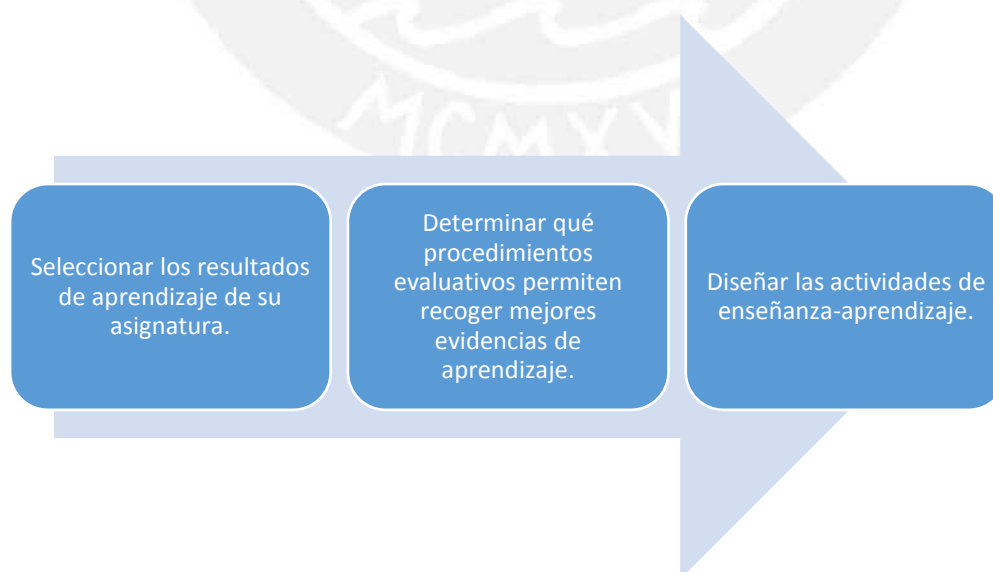 MCMXV
Seleccionar los resultados
de aprendizaje de su
asignatura.
Determinar qué
procedimientos
evaluativos permiten
recoger mejores
evidencias de
aprendizaje.
Diseñar las actividades de
enseñanza-aprendizaje.